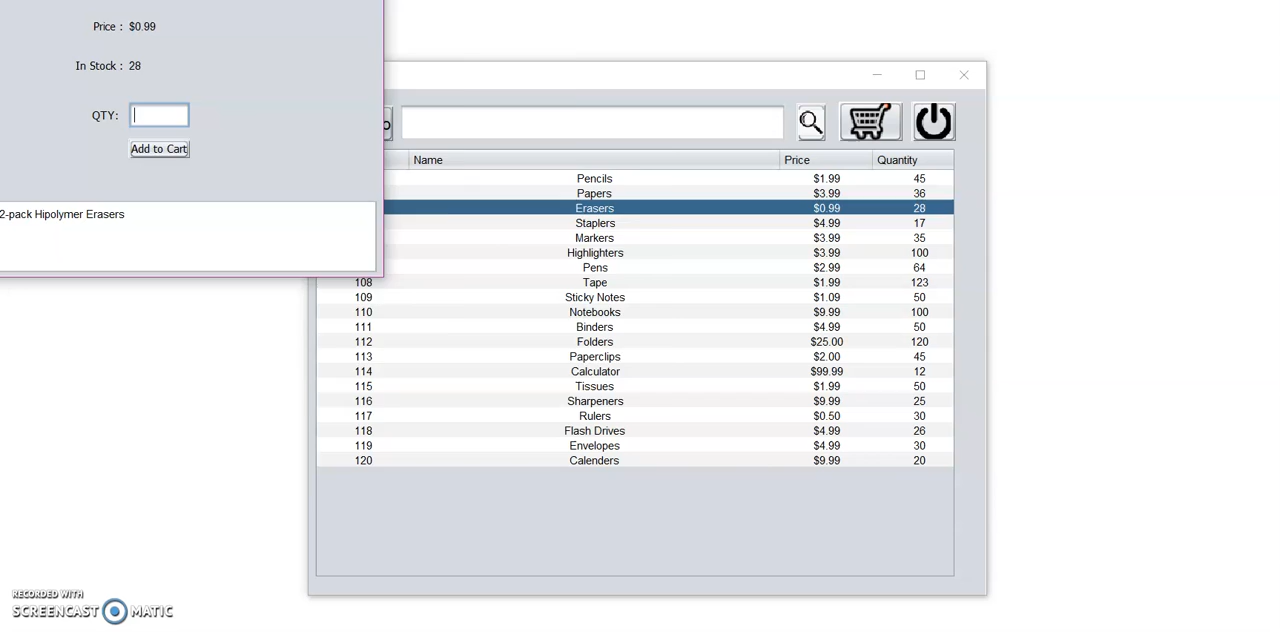 Price : $0.99
In Stock : 28
QTY:
Add to Cart
2-pack Hipolymer Erasers
Name Price Quantity
Pencils $1.99 45
Papers $3.99 36
Erasers $0.99 28
Staplers $4.99 17
Markers $3.99 35
Highlighters $3.99 100
Pens $2.99 64
108 Tape $1.99 123
109 Sticky Notes $1.09 50
110 Notebooks $9.99 100
111 Binders $4.99 50
112 Folders $25.00 120
113 Paperclips $2.00 45
114 Calculator $99.99 12
115 Tissues $1.99 50
116 Sharpeners $9.99 25
117 Rulers $0.50 30
118 Flash Drives $4.99 26
119 Envelopes $4.99 30
120 Calenders $9.99 20
RECORDED WITH
SCREENCAST MATIC